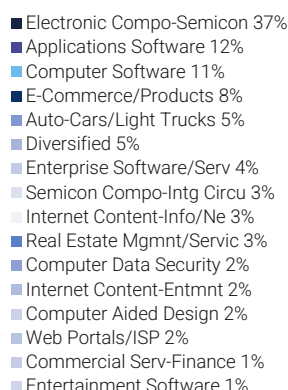 Electronic Compo-Semicon 37%
Applications Software 12%
Computer Software 11%
E-Commerce/Products 8%
Auto-Cars/Light Trucks 5%
Diversified 5%
Enterprise Software/Serv 4%
Semicon Compo-Intg Circu 3%
Internet Content-Info/Ne 3%
Real Estate Mgmnt/Servic 3%
Computer Data Security 2%
Internet Content-Entmnt 2%
Computer Aided Design 2%
Web Portals/ISP 2%
Commercial Serv-Finance 1%
Entertainment Software 1%